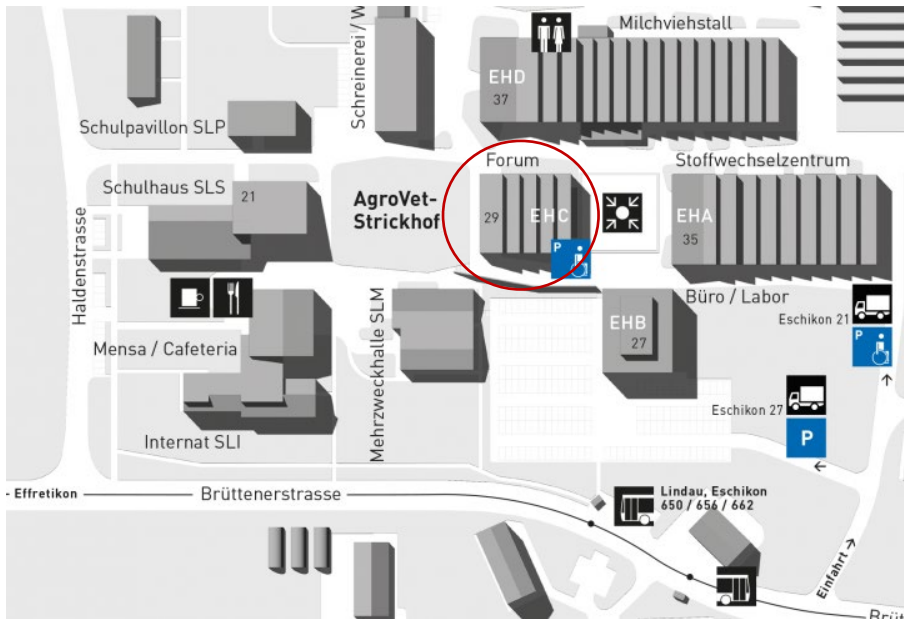 Milchviehstall
Schreinerei / W
EHD
37
Schulpavillon SLP
Forum
Stoffwechselzentrum
Schulhaus SLS
21
AgroVet-
Strickhof
29
EHC
EHA
35
P
Haldenstrasse
Büro / Labor
Eschikon 21
P
EHB
27
Mensa / Cafeteria
Mehrzweckhalle SLM
Eschikon 27
P
Internat SLI
- Effretikon
Brüttenerstrasse
Lindau, Eschikon
650 / 656 / 662
Einfahrt
Brüt